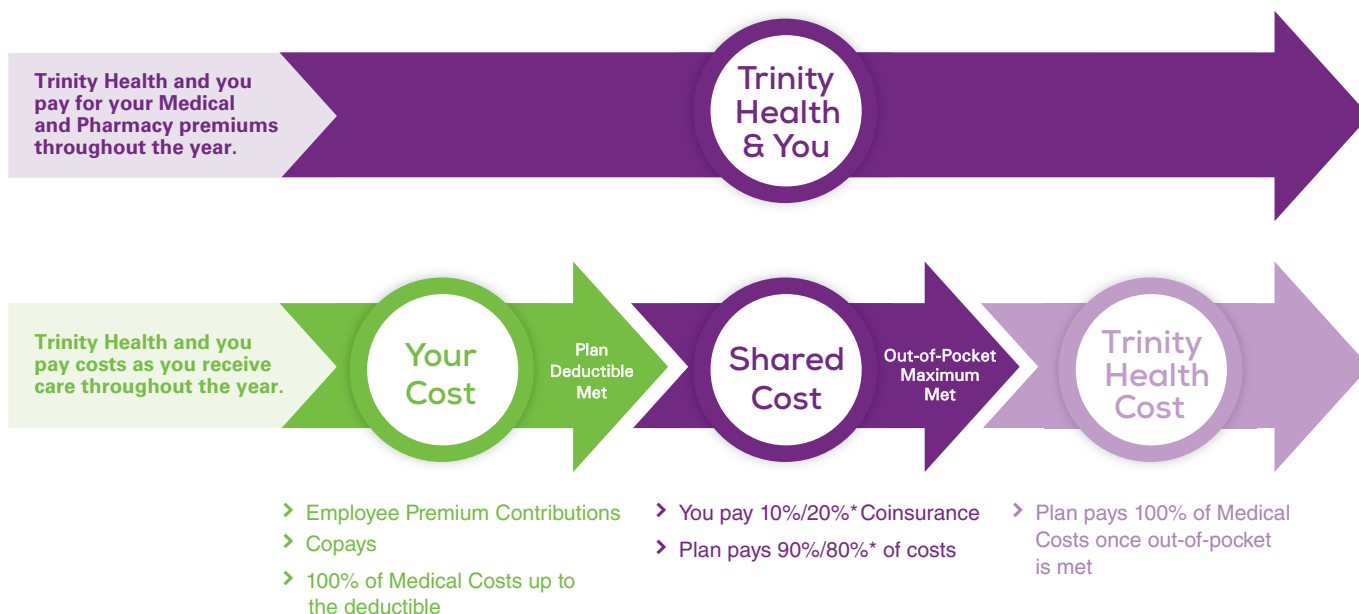 Trinity Health and you
pay for your Medical
and Pharmacy premiums
throughout the year.
Trinity
Health
& You
Trinity Health and you
pay costs as you receive
care throughout the year.
Your
Cost
Plan
Deductible
Met
Shared
Cost
Out-of-Pocket
Maximum
Met
Trinity
Health
Cost
> Employee Premium Contributions
> Copays
> 100% of Medical Costs up to
the deductible
> You pay 10%/20%* Coinsurance
> Plan pays 90%/80%* of costs
> Plan pays 100% of Medical
Costs once out-of-pocket
is met